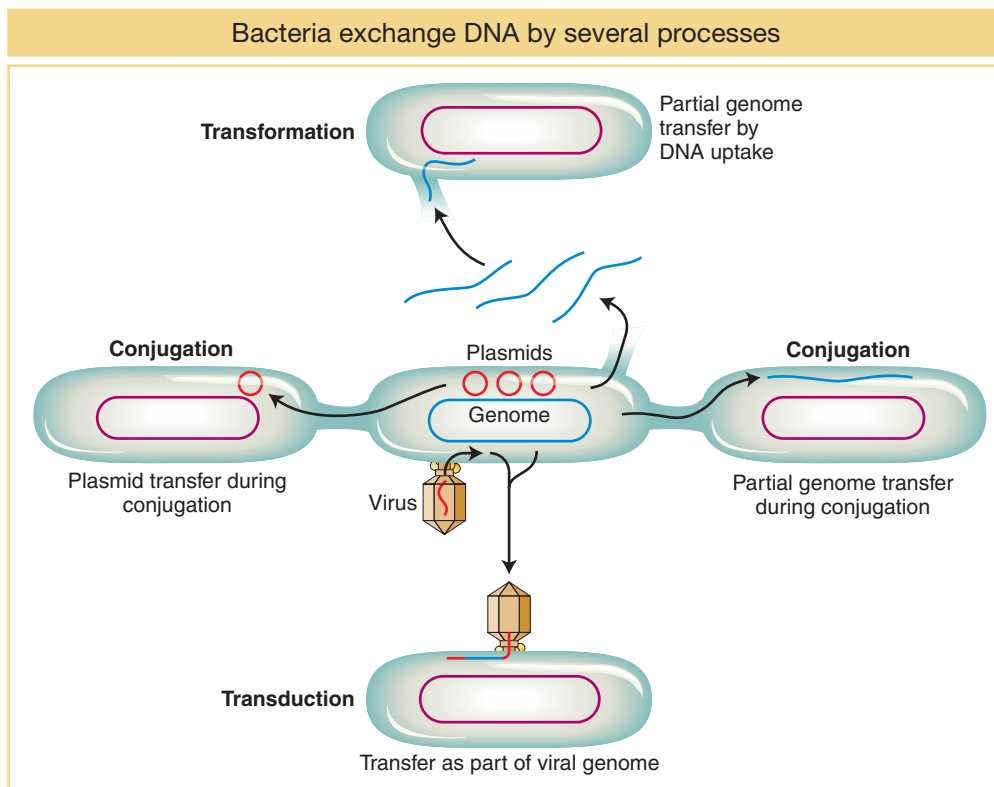 Bacteria exchange DNA by several processes
Transformation
Partial genome
transfer by
DNA uptake
Conjugation
Plasmid transfer during
conjugation
Plasmids
Genome
Virus
Conjugation
Partial genome transfer
during conjugation
Transduction
Transfer as part of viral genome